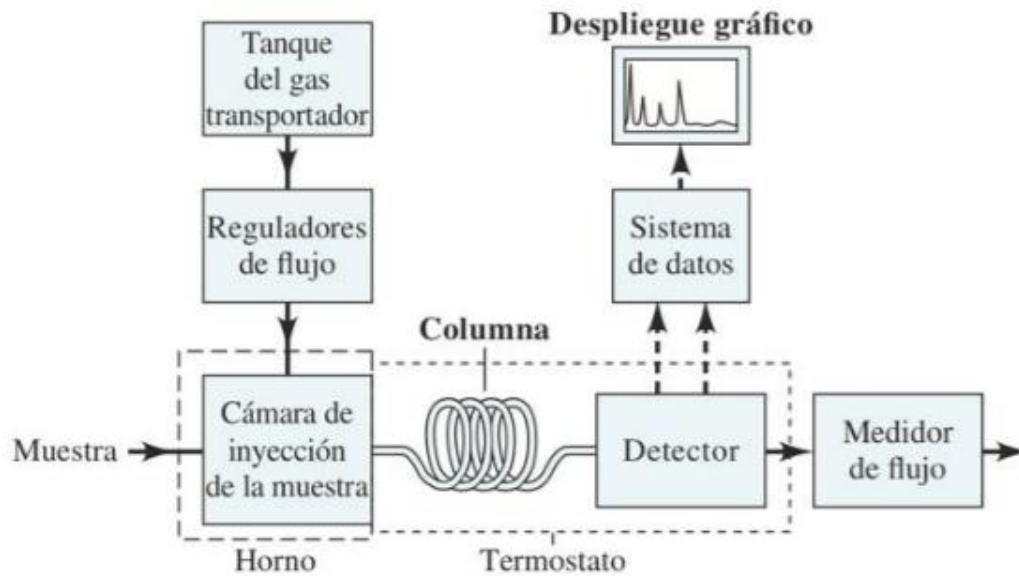 Despliegue gráfico
Tanque
del gas
transportador
Reguladores
de flujo
Sistema
de datos
Columna
Muestra
Cámara de
inyección
de la muestra
Detector
Medidor
de flujo
Horno
Termostato